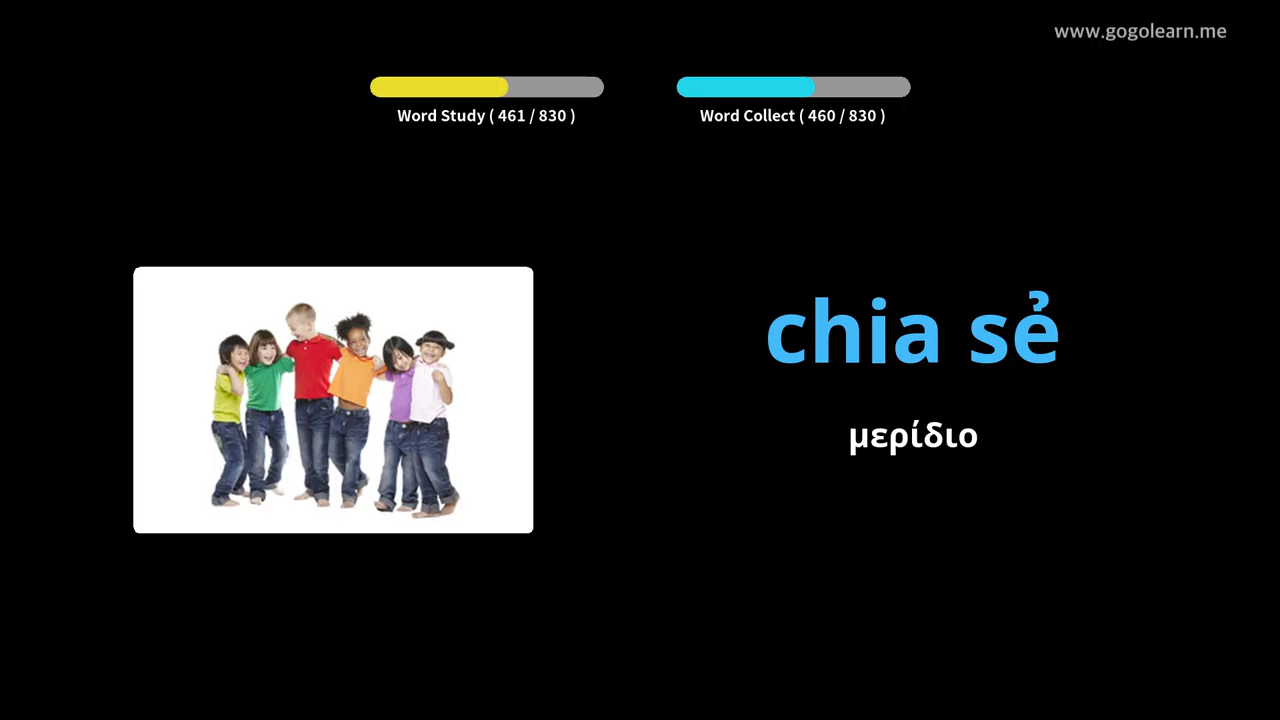 www.gogolearn.me
Word Study ( 461 / 830 )
Word Collect ( 460 / 830 )
chia sẻ
μερίδιο